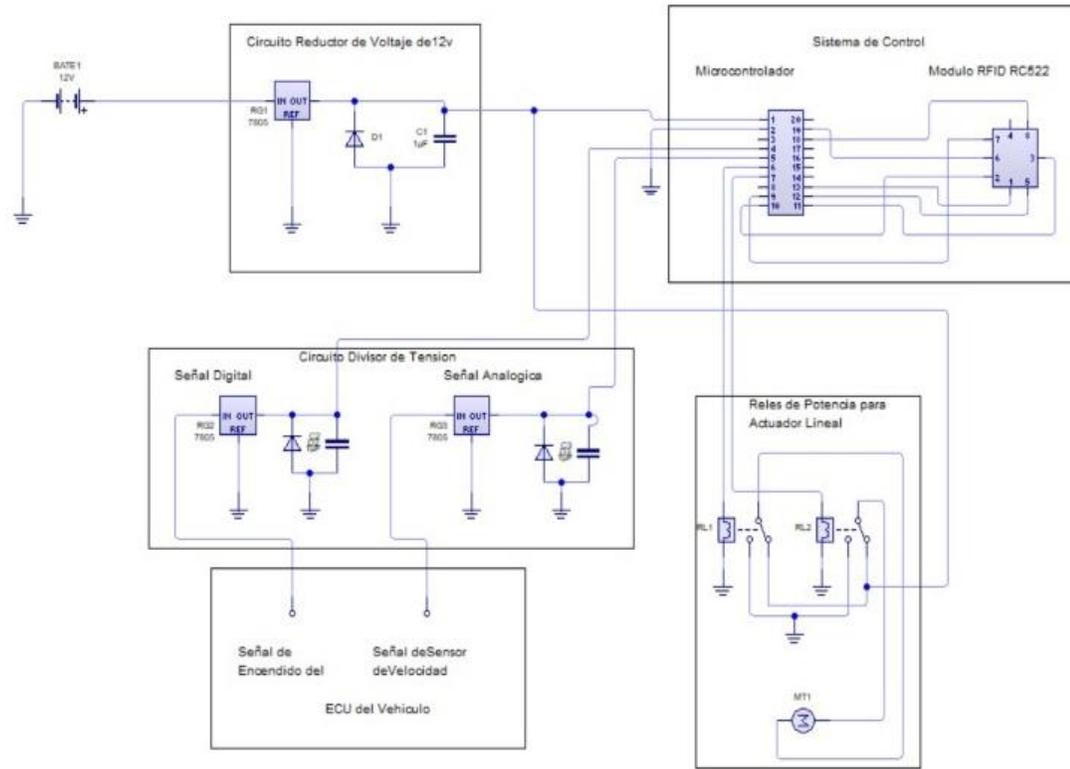 Circuito Reductor de Voltaje de12v
BATE1
12V
+
IN OUT
REF
RG1
7805
D1
C1
1µF
Sistema de Control
Microcontrolador
Modulo RFID RC522
1
2
3
4
5
6
7
8
9
10
20
19
18
17
16
15
14
13
12
11
4 8
7
6
2
3
1 5
Circuito Divisor de Tension
Señal Digital
Señal Analogica
IN OUT
REF
RG2
7805
IN OUT
REF
RG3
7805
Reles de Potencia para
Actuador Lineal
RL1
RL2
MT1
M
Señal de
Encendido del
Señal deSensor
deVelocidad
ECU del Vehiculo